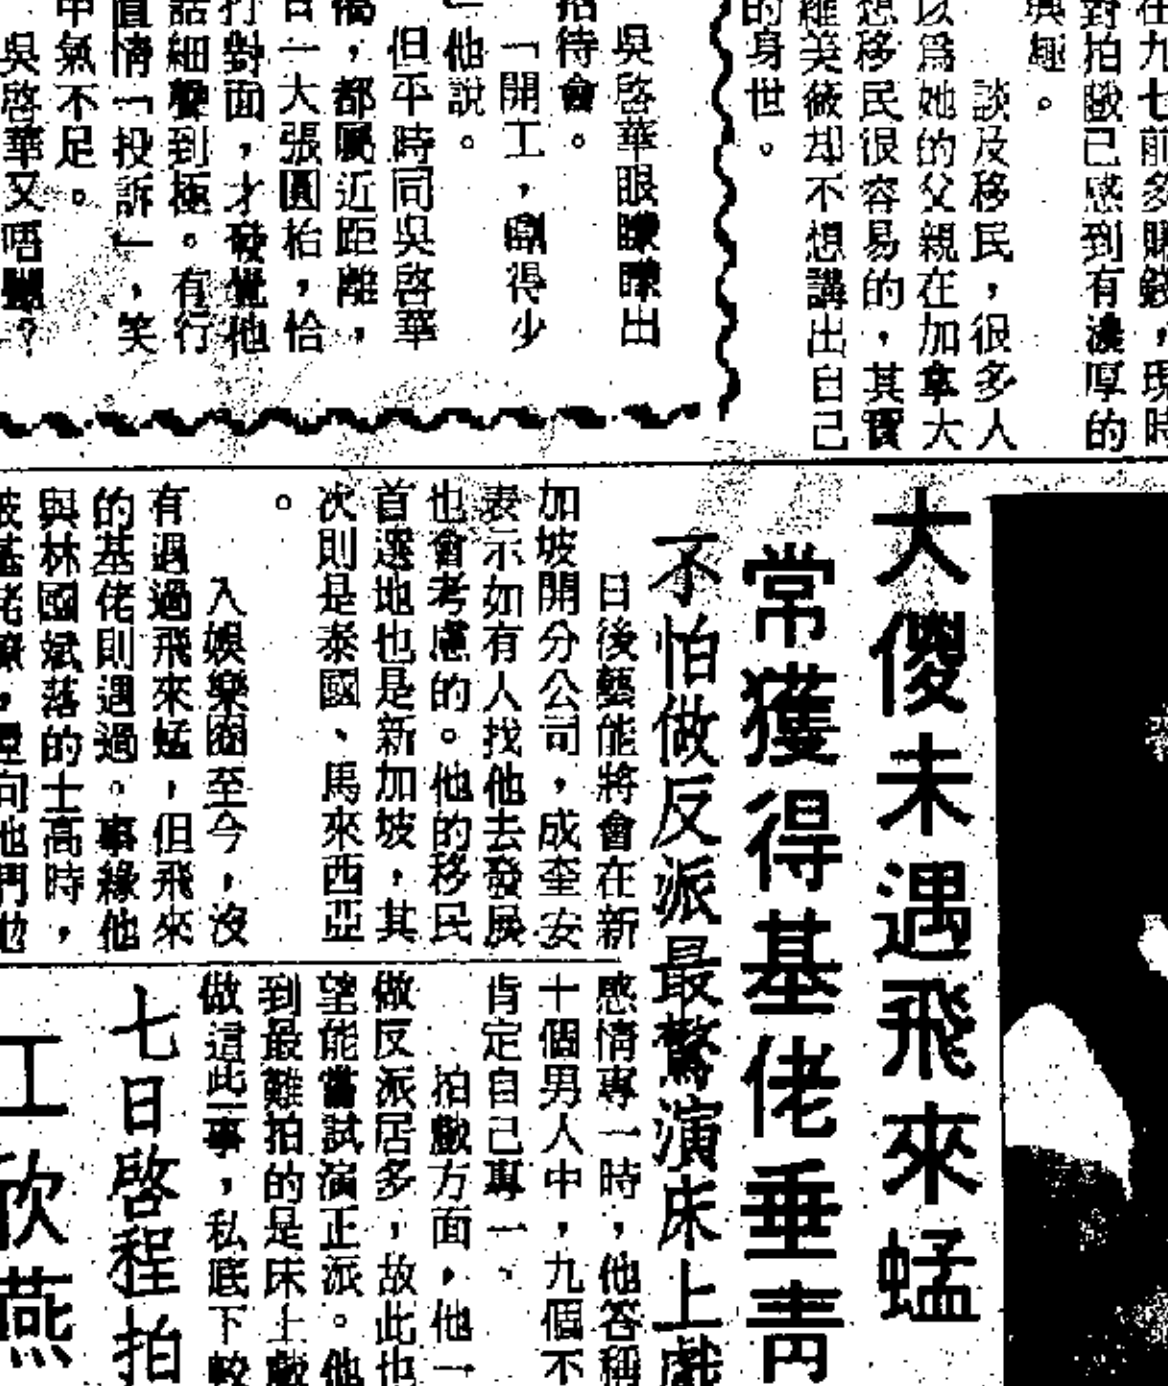 在九七前多賺錢，現時
對拍戲已感到有濃厚的
興趣。
談及移民，很多人
以爲她的父親在加拿大
想移民很容易的，其實
羅美薇却不想講出自己
的身世。
吳啓華眼矇矇出
招待會。
「開工，瞓得少
」他說。
但平時同吳啓華
傾，都屬近距離，
日一大張圓枱，恰
打對面，才發覺他
話細聲到極。有行
直情「投訴」，笑
中氣不足。
吳啓華又唔瞓？
大傻未遇飛來蜢
常獲得基佬垂青
不怕做反派最驚演床上戲
日後藝能將會在新
加坡開分公司，成奎安
表示如有人找他去發展
也會考慮的。他的移民
首選地也是新加坡，其
次則是泰國、馬來西亞
。
入娛樂圈至今，沒
有遇過飛來蜢，但飛來
的基佬則遇過。事緣他
與林國斌落的士高時，
感情專一時，他答稱
十個男人中，九個不
肯定自己專一、
拍戲方面，他一
做反派居多，故此也
望能嘗試演正派。他
到最難拍的是床上戲
做這些事，私底下較
七日啓程拍
工欣燕